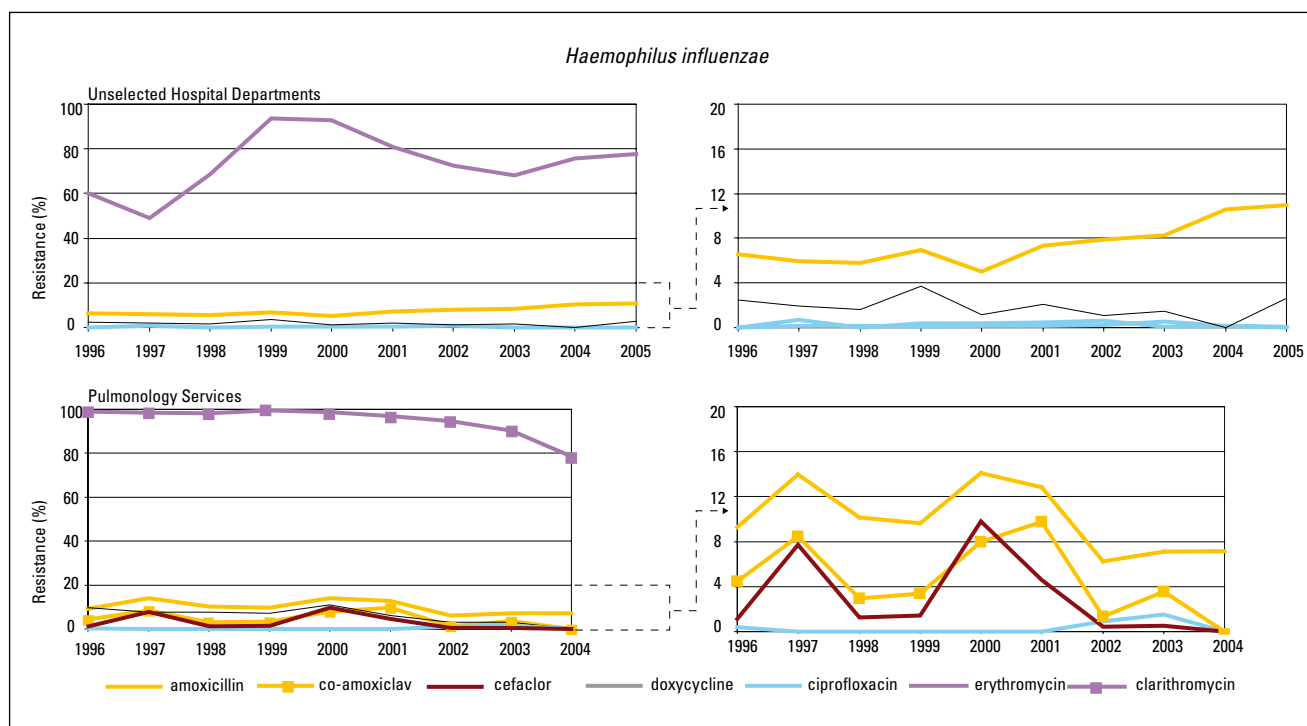 Haemophilus influenzae
Unselected Hospital Departments
Resistance (%)
100
80
60
40
20
0
1996 1997 1998 1999 2000 2001 2002 2003 2004 2005
20
16
12
8
4
0
1996 1997 1998 1999 2000 2001 2002 2003 2004 2005
Pulmonology Services
Resistance (%)
100
80
60
40
20
0
1996 1997 1998 1999 2000 2001 2002 2003 2004
20
16
12
8
4
0
1996 1997 1998 1999 2000 2001 2002 2003 2004
amoxicillin co-amoxiclav cefaclor doxycycline ciprofloxacin erythromycin clarithromycin